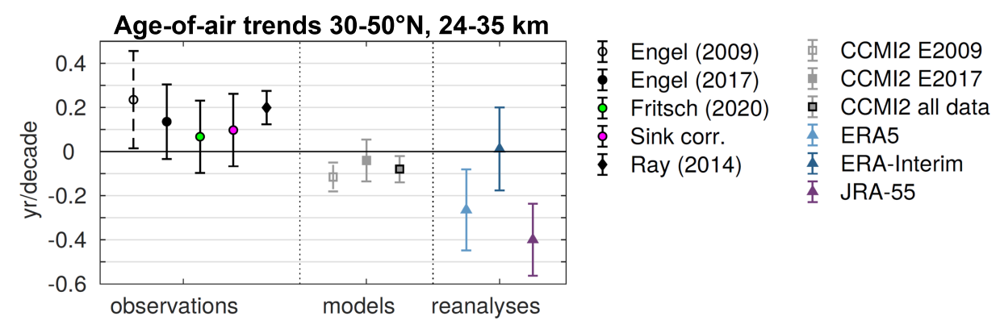 Age-of-air trends 30-50°N, 24-35 km
yr/decade
0.4
0.2
0
-0.2
-0.4
-0.6
observations
models
reanalyses
Engel (2009)
Engel (2017)
Fritsch (2020)
Sink corr.
Ray (2014)
CCMI2 E2009
CCMI2 E2017
CCMI2 all data
ERA5
ERA-Interim
JRA-55